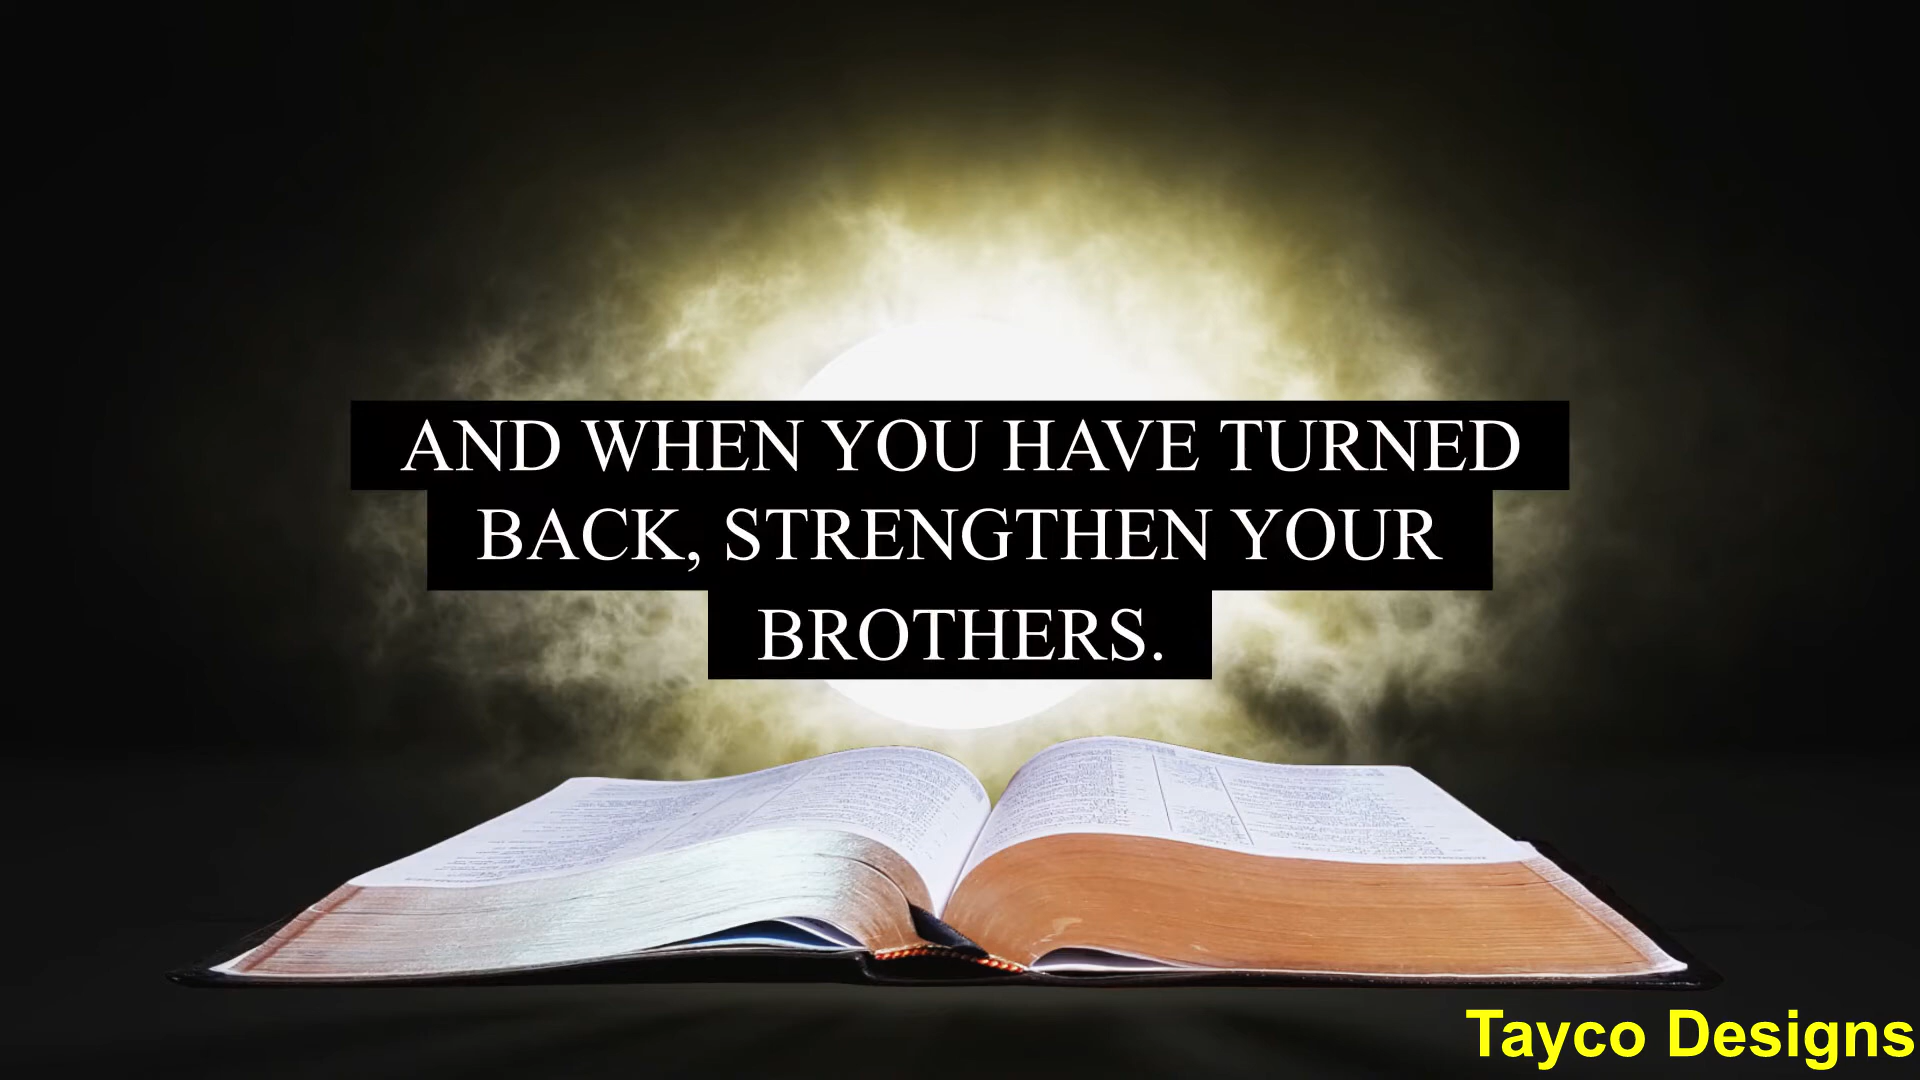 AND WHEN YOU HAVE TURNED
BACK, STRENGTHEN YOUR
BROTHERS.
Tayco Designs